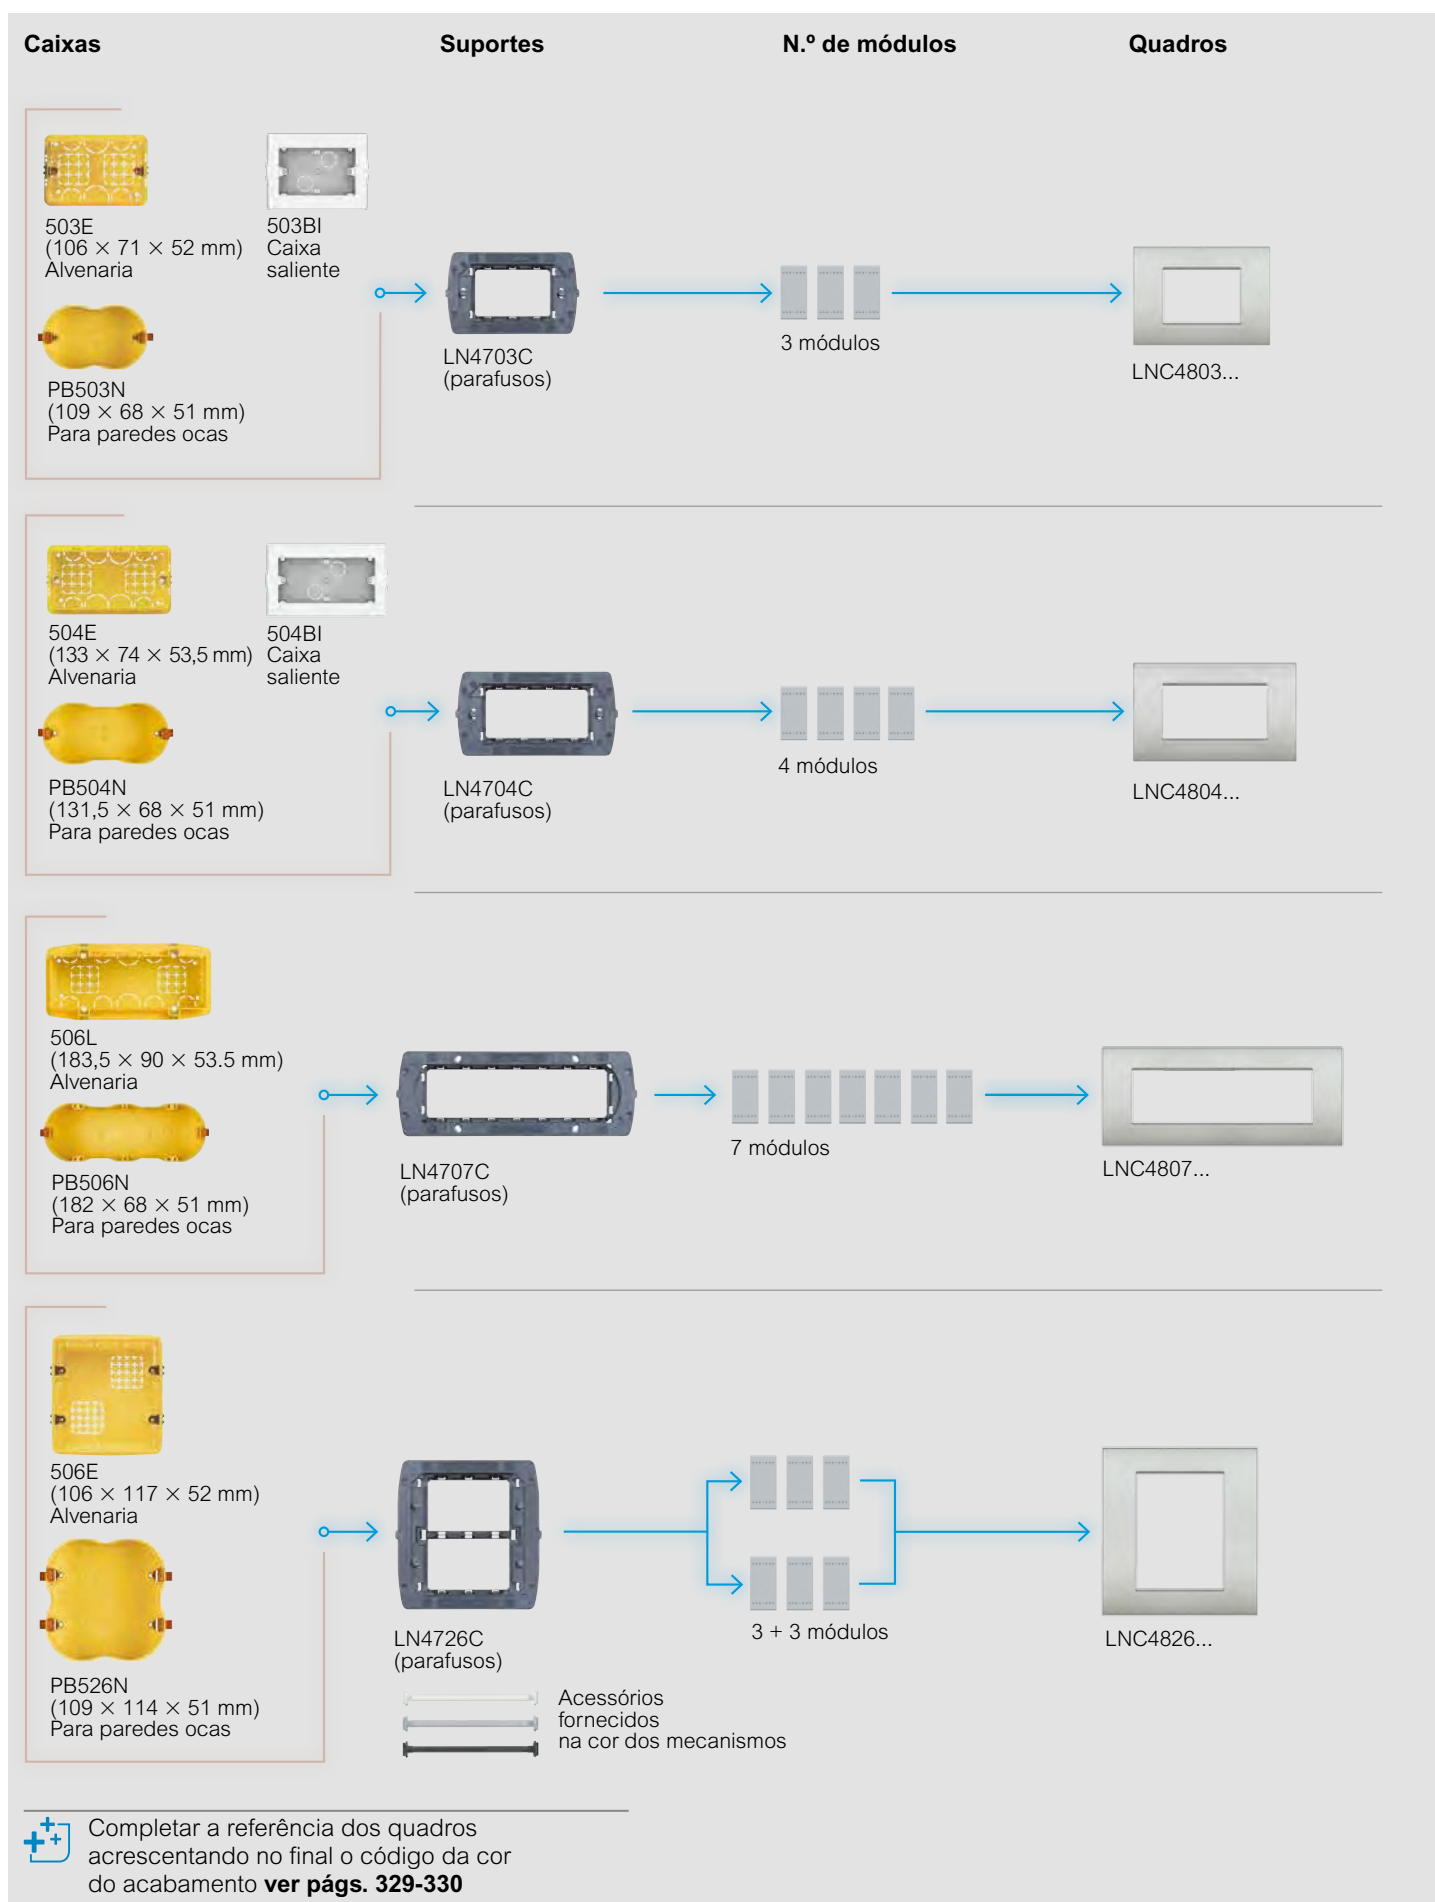 Caixas
Suportes
N.º de módulos
Quadros
503E
(106 × 71 × 52 mm)
Alvenaria
503BI
Caixa
saliente
PB503N
(109 × 68 × 51 mm)
Para paredes ocas
LN4703C
(parafusos)
3 módulos
LNC4803...
504E
(133 × 74 × 53,5 mm)
Alvenaria
504BI
Caixa
saliente
PB504N
(131,5 × 68 × 51 mm)
Para paredes ocas
LN4704C
(parafusos)
4 módulos
LNC4804...
506L
(183,5 × 90 × 53.5 mm)
Alvenaria
PB506N
(182 × 68 × 51 mm)
Para paredes ocas
LN4707C
(parafusos)
7 módulos
LNC4807...
506E
(106 × 117 × 52 mm)
Alvenaria
PB526N
(109 × 114 × 51 mm)
Para paredes ocas
LN4726C
(parafusos)
3 + 3 módulos
LNC4826...
Acessórios
fornecidos
na cor dos mecanismos
Completar a referência dos quadros
acrescentando no final o código da cor
do acabamento ver págs. 329-330